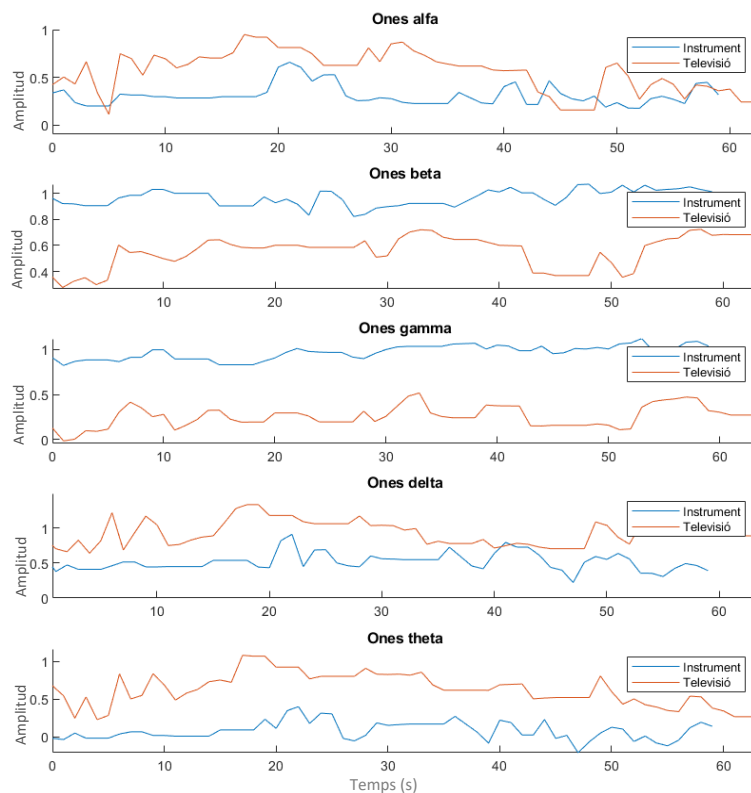 Ones alfa
Amplitud
1
0.5
0
Instrument
Televisió
0 10 20 30 40 50 60
Ones beta
Amplitud
1
0.8
0.6
0.4
Instrument
Televisió
10 20 30 40 50 60
Ones gamma
Amplitud
1
0.5
0
Instrument
Televisió
0 10 20 30 40 50 60
Ones delta
Amplitud
1
0.5
0
Instrument
Televisió
10 20 30 40 50 60
Ones theta
Amplitud
1
0.5
0
Instrument
Televisió
0 10 20 30 40 50 60
Temps (s)